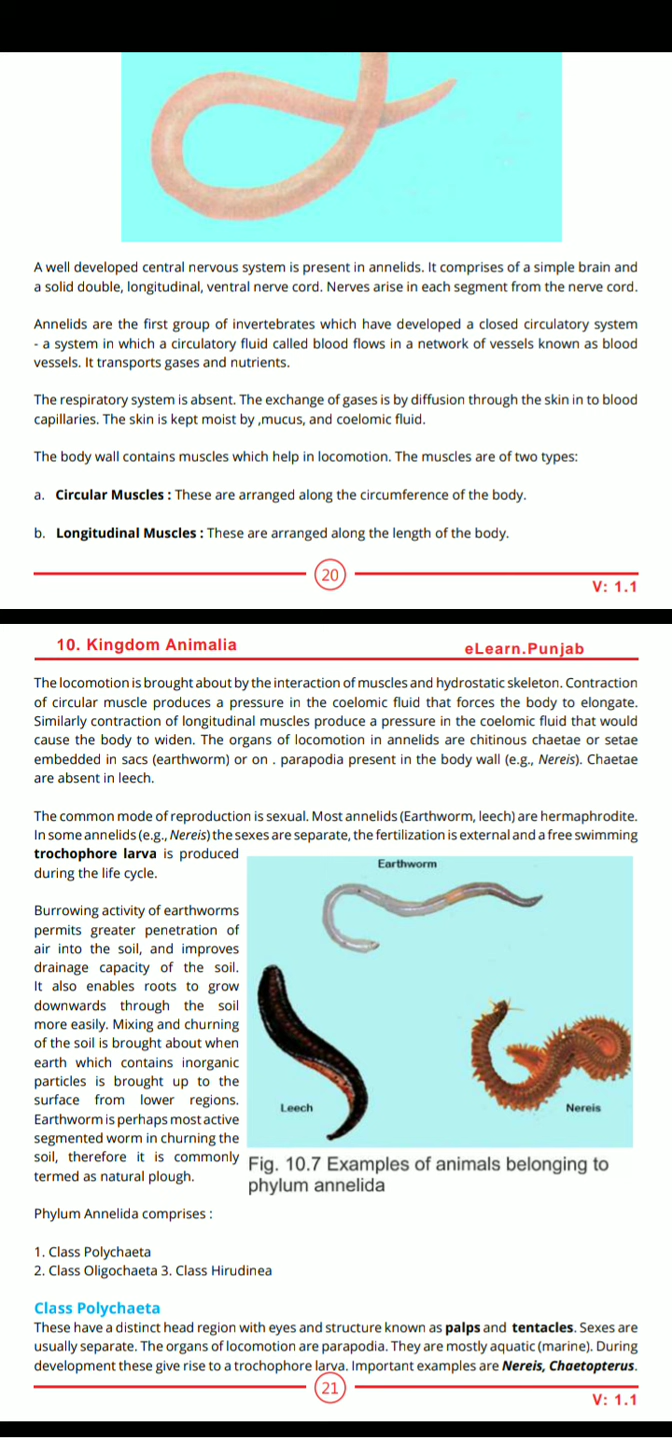 A well developed central nervous system is present in annelids. It comprises of a simple brain and
a solid double, longitudinal, ventral nerve cord. Nerves arise in each segment from the nerve cord.
Annelids are the first group of invertebrates which have developed a closed circulatory system
- a system in which a circulatory fluid called blood flows in a network of vessels known as blood
vessels. It transports gases and nutrients.
The respiratory system is absent. The exchange of gases is by diffusion through the skin in to blood
capillaries. The skin is kept moist by ,mucus, and coelomic fluid.
The body wall contains muscles which help in locomotion. The muscles are of two types:
a. Circular Muscles : These are arranged along the circumference of the body.
b. Longitudinal Muscles : These are arranged along the length of the body.
20
V: 1.1
10. Kingdom Animalia
eLearn.Punjab
The locomotion is brought about by the interaction of muscles and hydrostatic skeleton. Contraction
of circular muscle produces a pressure in the coelomic fluid that forces the body to elongate.
Similarly contraction of longitudinal muscles produce a pressure in the coelomic fluid that would
cause the body to widen. The organs of locomotion in annelids are chitinous chaetae or setae
embedded in sacs (earthworm) or on . parapodia present in the body wall (e.g., Nereis). Chaetae
are absent in leech.
The common mode of reproduction is sexual. Most annelids (Earthworm, leech) are hermaphrodite.
In some annelids (e.g., Nereis) the sexes are separate, the fertilization is external and a free swimming
trochophore larva is produced
during the life cycle.
Burrowing activity of earthworms
permits greater penetration of
air into the soil, and improves
drainage capacity of the soil.
It also enables roots to grow
downwards through the soil
more easily. Mixing and churning
of the soil is brought about when
earth which contains inorganic
particles is brought up to the
surface from lower regions.
Earthworm is perhaps most active
segmented worm in churning the
soil, therefore it is commonly
termed as natural plough.
Earthworm
Leech
Nereis
Fig. 10.7 Examples of animals belonging to
phylum annelida
Phylum Annelida comprises :
1. Class Polychaeta
2. Class Oligochaeta 3. Class Hirudinea
Class Polychaeta
These have a distinct head region with eyes and structure known as palps and tentacles. Sexes are
usually separate. The organs of locomotion are parapodia. They are mostly aquatic (marine). During
development these give rise to a trochophore larva. Important examples are Nereis, Chaetopterus.
21
V: 1.1